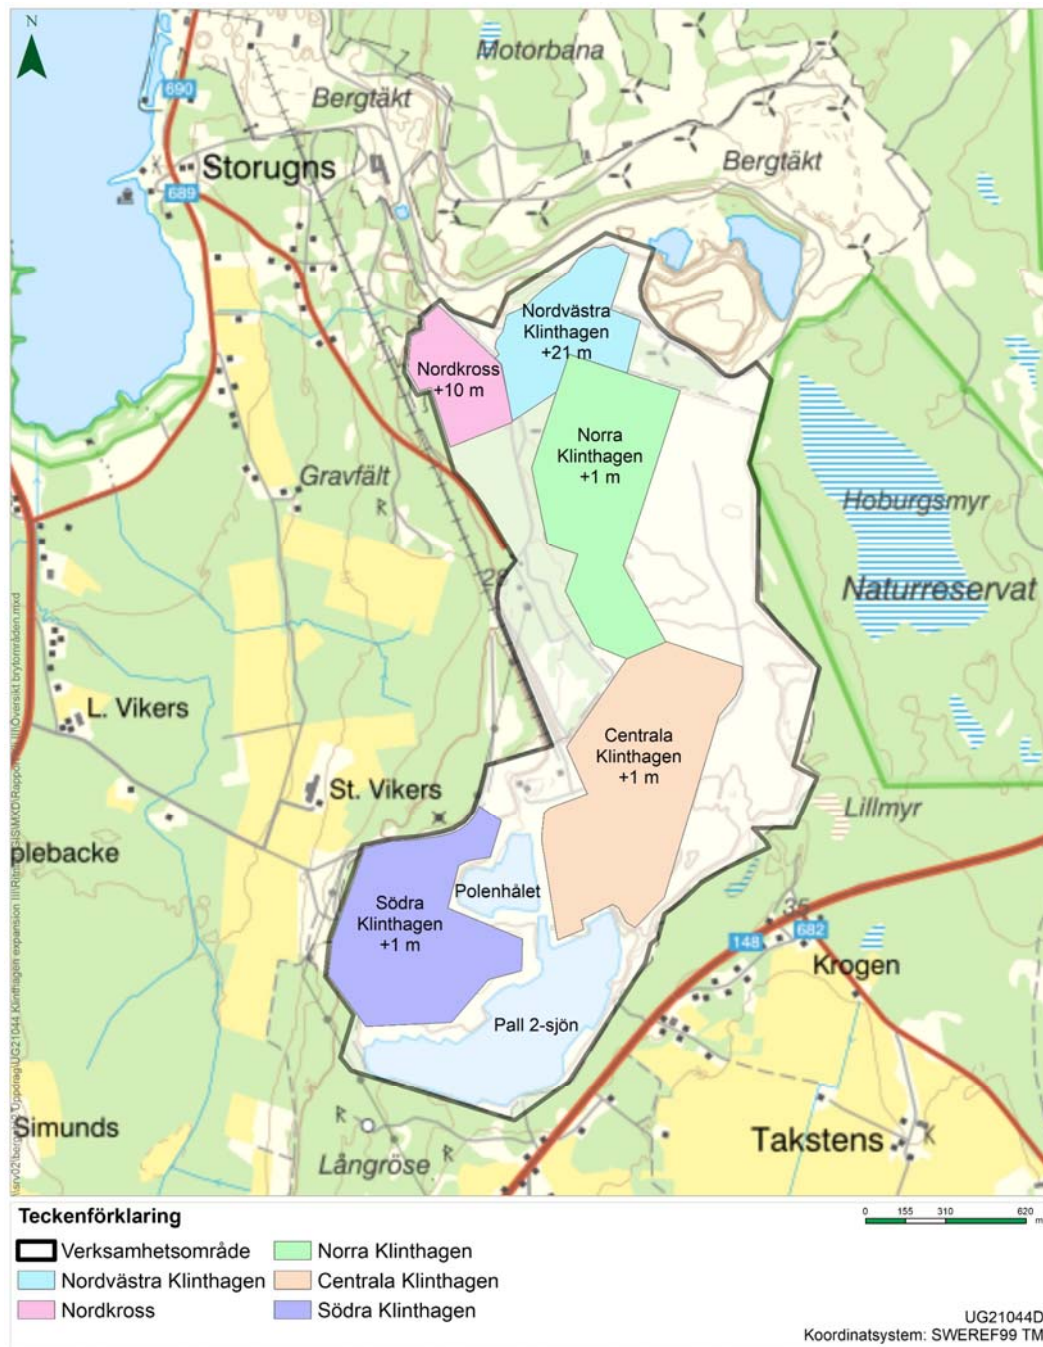 N
Motorbana
690
Bergtäkt
Storugns
Bergtäkt
689
Nordvästra
Klinthagen
+21 m
Nordkross
+10 m
Norra
Klinthagen
+1 m
Gravfält
R
Hoburgsmyr
28
Naturreservat
L. Vikers
Centrala
Klinthagen
+1 m
St. Vikers
Lillmyr
plebacke
Polenhålet
Södra
Klinthagen
+1 m
35
148
682
Krogen
Pall 2-sjön
R
Simunds
Takstens
K
R
Långröse
Teckenförklaring
0 155 310 620
m
Verksamhetsområde
Norra Klinthagen
Nordvästra Klinthagen
Centrala Klinthagen
Nordkross
Södra Klinthagen
UG21044D
Koordinatsystem: SWEREF99 TM